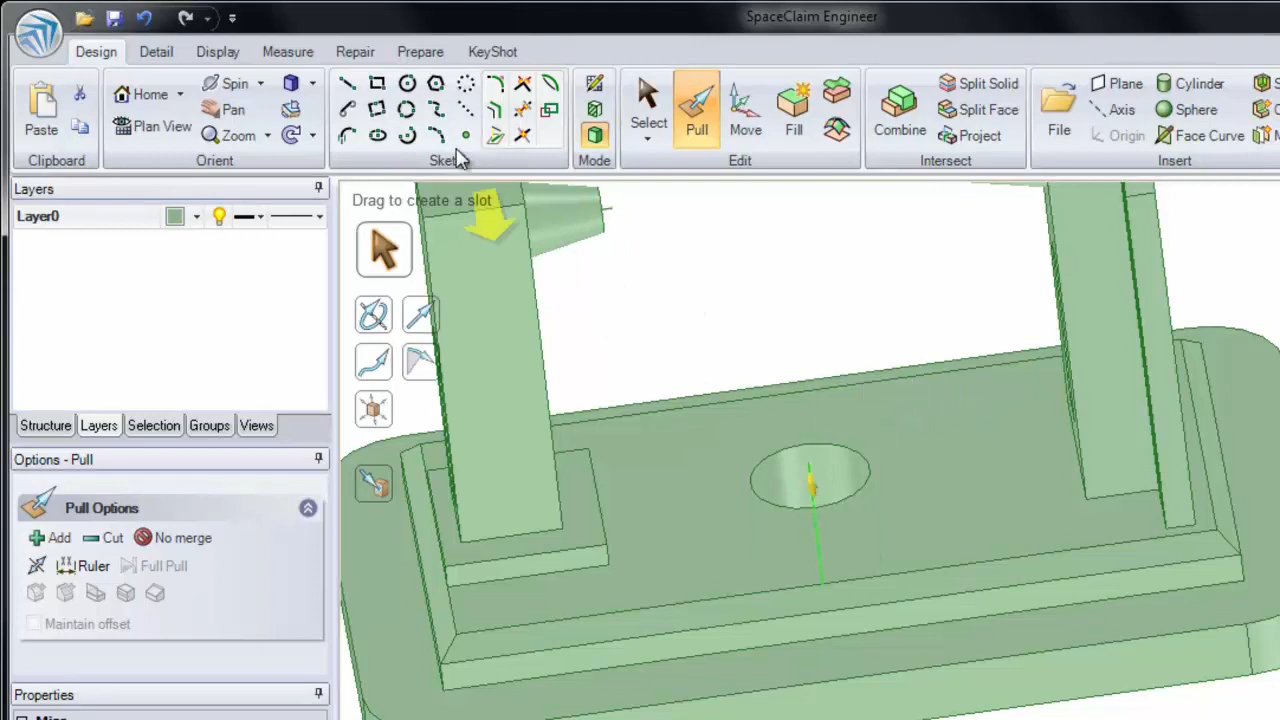 SpaceClaim Engineer
Design Detail Display Measure Repair Prepare KeyShot
Paste
Clipboard
Home
Spin
Pan
Plan View
Zoom
Orient
Sket
Mode
Select
Pull
Move
Fill
Edit
Combine
Split Solid
Split Face
Project
Intersect
File
Plane
Axis
Origin
Cylinder
Sphere
Face Curve
Insert
Layers
Layer0
Structure Layers Selection Groups Views
Options - Pull
Pull Options
Add Cut No merge
Ruler Full Pull
Maintain offset
Properties
Drag to create a slot